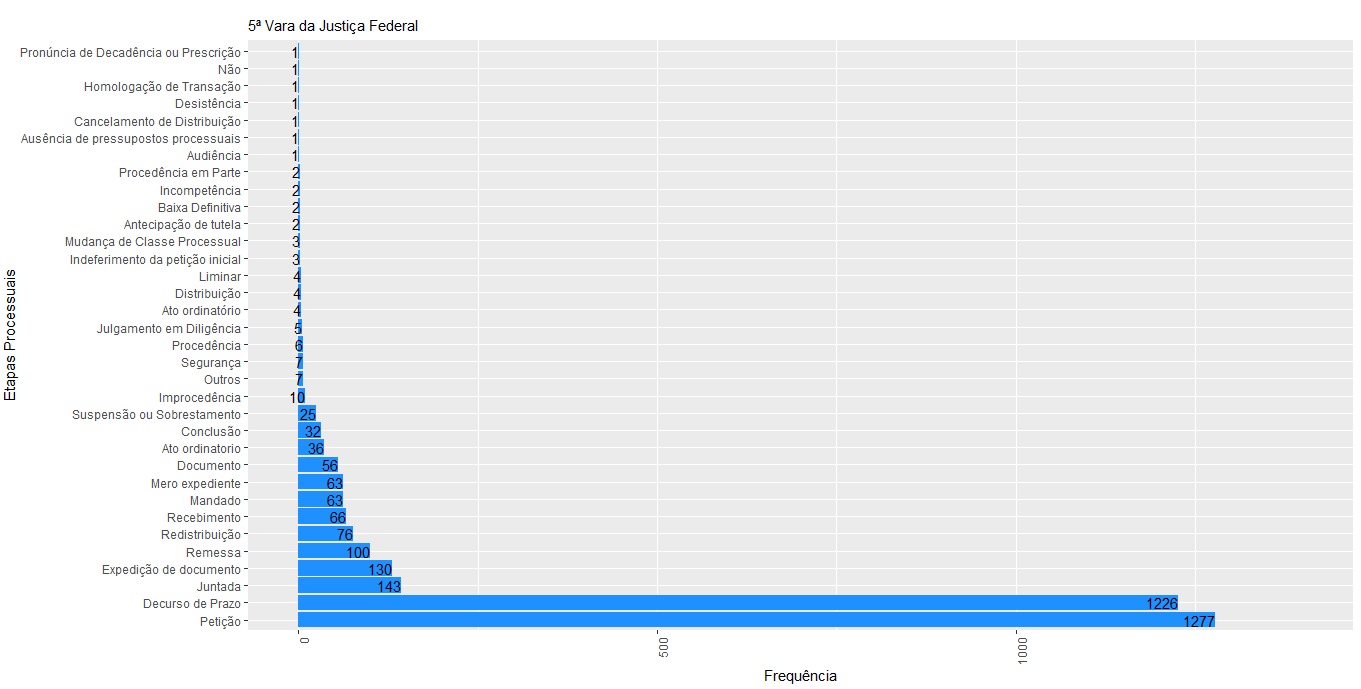 5ª Vara da Justiça Federal
Etapas Processuais
Pronúncia de Decadência ou Prescrição 1
Não 1
Homologação de Transação 1
Desistência 1
Cancelamento de Distribuição 1
Ausência de pressupostos processuais 1
Audiência 1
Procedência em Parte 2
Incompetência 2
Baixa Definitiva 2
Antecipação de tutela 2
Mudança de Classe Processual 3
Indeferimento da petição inicial 3
Liminar 4
Distribuição 4
Ato ordinatório 4
Julgamento em Diligência 5
Procedência 6
Segurança 7
Outros 7
Improcedência 10
Suspensão ou Sobrestamento 25
Conclusão 32
Ato ordinatorio 36
Documento 56
Mero expediente 63
Mandado 63
Recebimento 66
Redistribuição 76
Remessa 100
Expedição de documento 130
Juntada 143
Decurso de Prazo 1226
Petição 1277
0 500 1000
Frequência